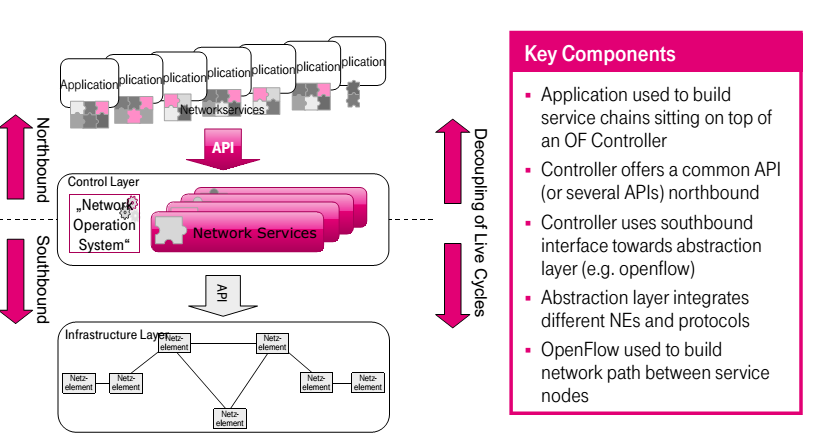 Application
plication
plication
plication
plication
plication
plication
Networkservices
API
Northbound
Southbound
Control Layer
„Network
Operation
System“
Network Services
API
Infrastructure Layer
Netz-
element
Netz-
element
Netz-
element
Netz-
element
Netz-
element
Netz-
element
Netz-
element
Decoupling of Live Cycles
Key Components
▪ Application used to build
service chains sitting on top of
an OF Controller
▪ Controller offers a common API
(or several APIs) northbound
▪ Controller uses southbound
interface towards abstraction
layer (e.g. openflow)
▪ Abstraction layer integrates
different NEs and protocols
▪ OpenFlow used to build
network path between service
nodes